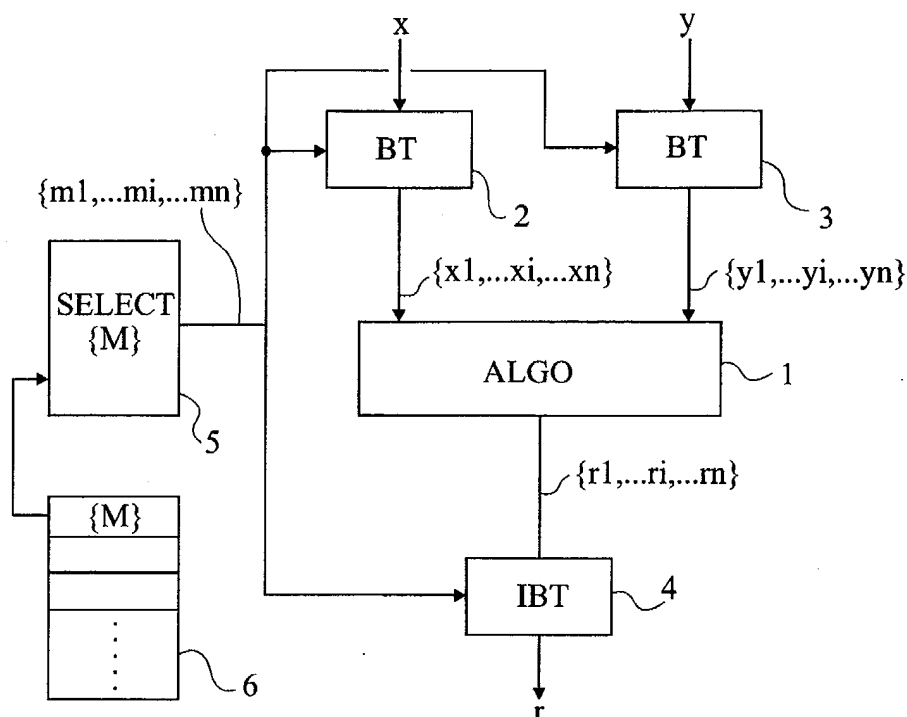 x
y
BT
BT
2
3
{m1,...mi,...mn}
{x1,...xi,...xn}
{y1,...yi,...yn}
SELECT
{M}
5
ALGO
1
{r1,...ri,...rn}
{M}
IBT
4
6
r